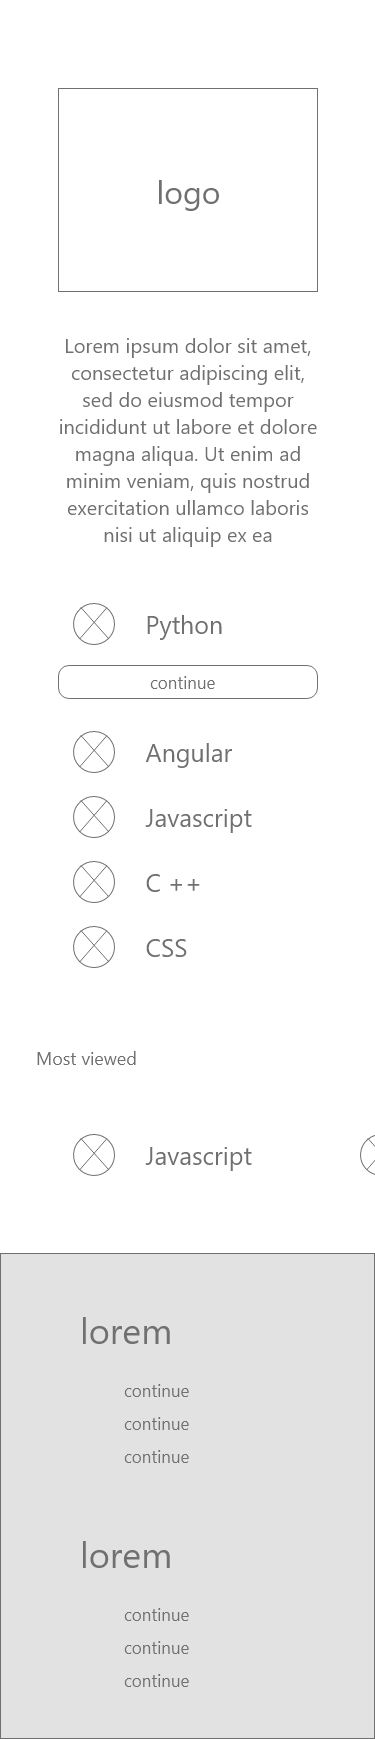 logo
Lorem ipsum dolor sit amet,
consectetur adipiscing elit,
sed do eiusmod tempor
incididunt ut labore et dolore
magna aliqua. Ut enim ad
minim veniam, quis nostrud
exercitation ullamco laboris
nisi ut aliquip ex ea
Python
continue
Angular
Javascript
C ++
CSS
Most viewed
Javascript
lorem
continue
continue
continue
lorem
continue
continue
continue